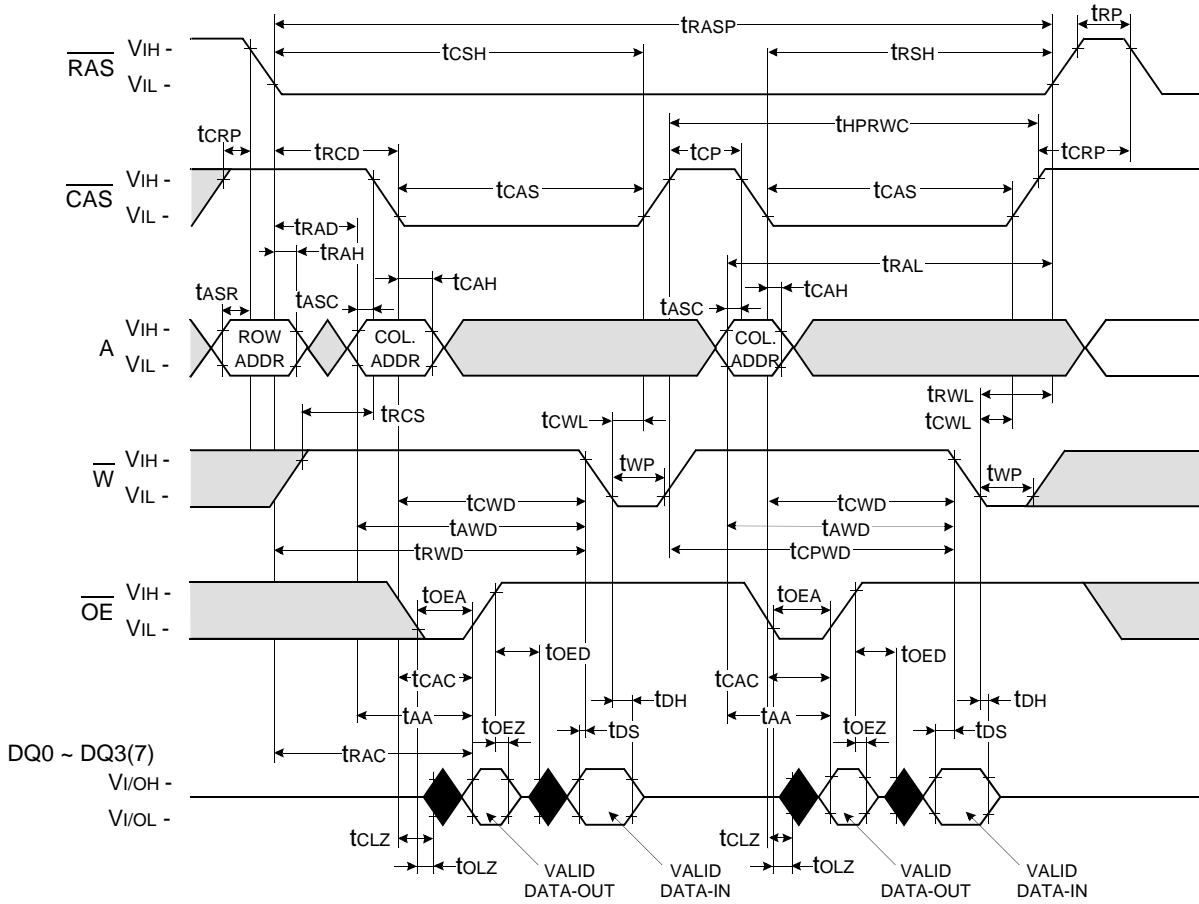 tRASP
tRP
VIH -
RAS
VIL -
tCSH
tRSH
tHPRWC
tCRP
tRCD
tCP
tCRP
VIH -
CAS
VIL -
tCAS
tCAS
tRAD
tRAH
tRAL
tASR
tASC
tCAH
tASC
tCAH
VIH -
A
VIL -
ROW
ADDR
COL.
ADDR
COL.
ADDR
tRCS
tCWL
tRWL
tCWL
VIH -
W
VIL -
tWP
tWP
tCWD
tCWD
tAWD
tAWD
tRWD
tCPWD
VIH -
OE
VIL -
tOEA
tOEA
tOED
tOED
tCAC
tCAC
tDH
tDH
tAA
tAA
tOEZ
tDS
tOEZ
tDS
tRAC
DQ0 ~ DQ3(7)
VI/OH -
VI/OL -
tCLZ
tCLZ
tOLZ
tOLZ
VALID
DATA-OUT
VALID
DATA-IN
VALID
DATA-OUT
VALID
DATA-IN